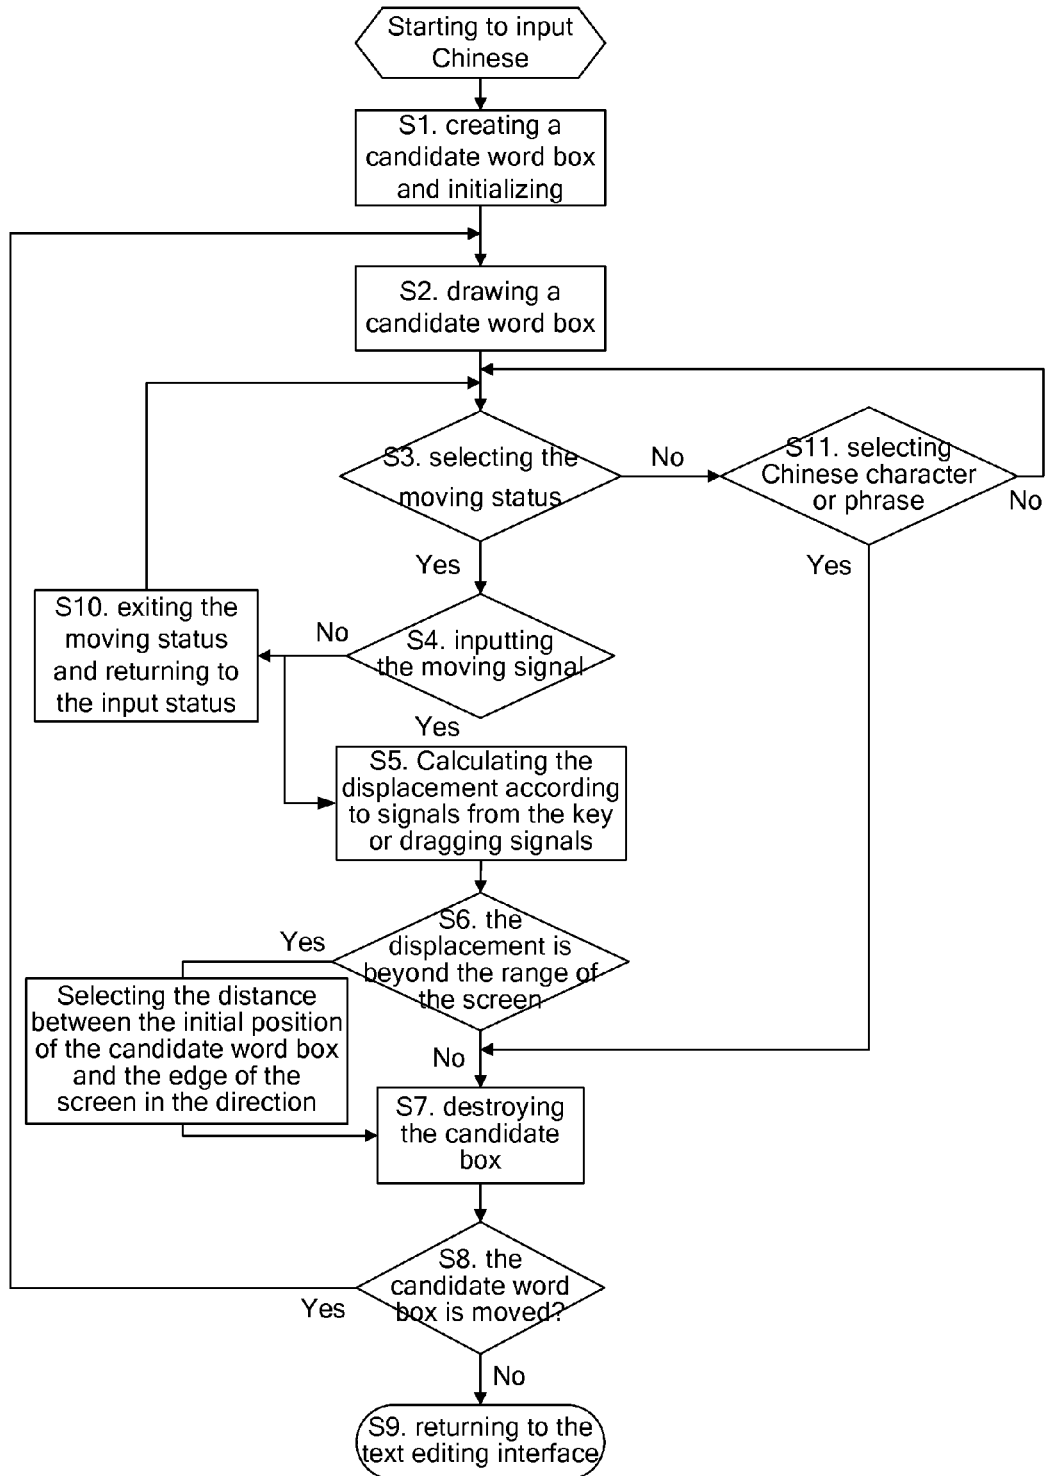 Starting to input
Chinese
S1. creating a
candidate word box
and initializing
S2. drawing a
candidate word box
S3. selecting the
moving status
No
S11. selecting
Chinese character
or phrase
No
Yes
Yes
S10. exiting the
moving status
and returning to
the input status
No
S4. inputting
the moving signal
Yes
S5. Calculating the
displacement according
to signals from the key
or dragging signals
S6. the
displacement is
beyond the range of
the screen
Yes
Selecting the distance
between the initial position
of the candidate word box
and the edge of the
screen in the direction
No
S7. destroying
the candidate
box
S8. the
candidate word
box is moved?
Yes
No
S9. returning to the
text editing interface